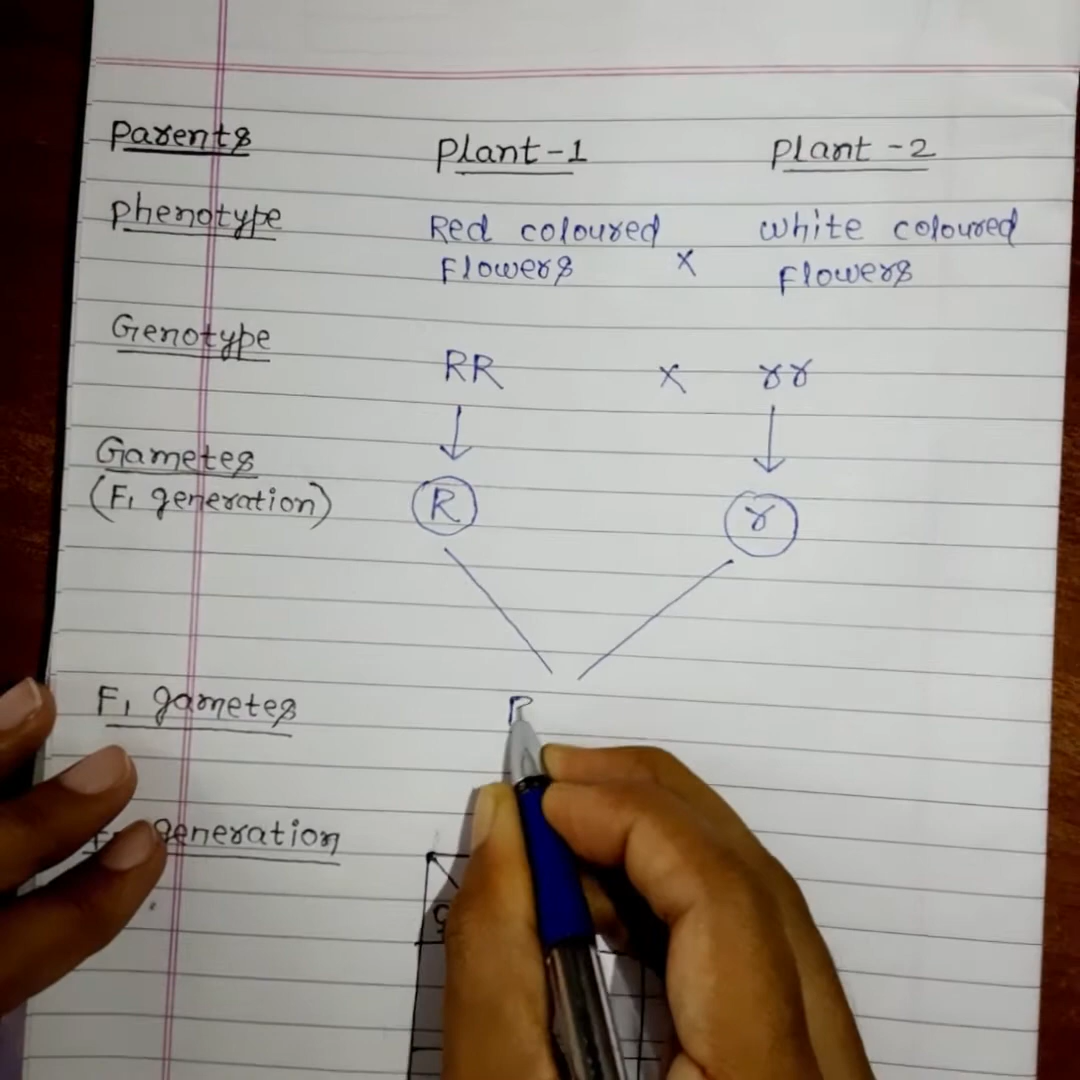 Parents Plant-1 Plant -2
Phenotype Red coloured White coloured
Flowers x Flowers
Genotype RR x rr
Gametes
(F1 generation) R r
F1 gametes
generation